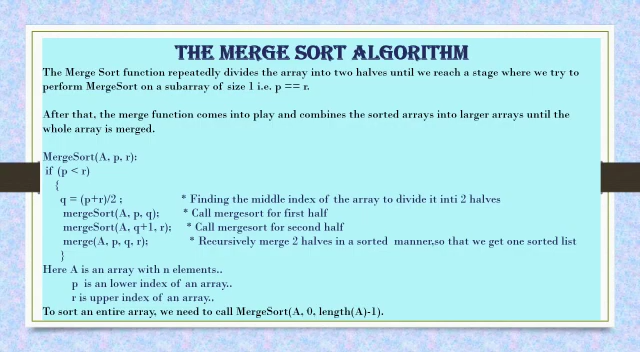 THE MERGE SORT ALGORITHM
The Merge Sort function repeatedly divides the array into two halves until we reach a stage where we try to
perform MergeSort on a subarray of size 1 i.e. p == r.
After that, the merge function comes into play and combines the sorted arrays into larger arrays until the
whole array is merged.
MergeSort(A, p, r):
if (p < r)
{
q = (p+r)/2 ; * Finding the middle index of the array to divide it inti 2 halves
mergeSort(A, p, q); * Call mergesort for first half
mergeSort(A, q+1, r); * Call mergesort for second half
merge(A, p, q, r); * Recursively merge 2 halves in a sorted manner,so that we get one sorted list
}
Here A is an array with n elements..
p is an lower index of an array..
r is upper index of an array..
To sort an entire array, we need to call MergeSort(A, 0, length(A)-1).